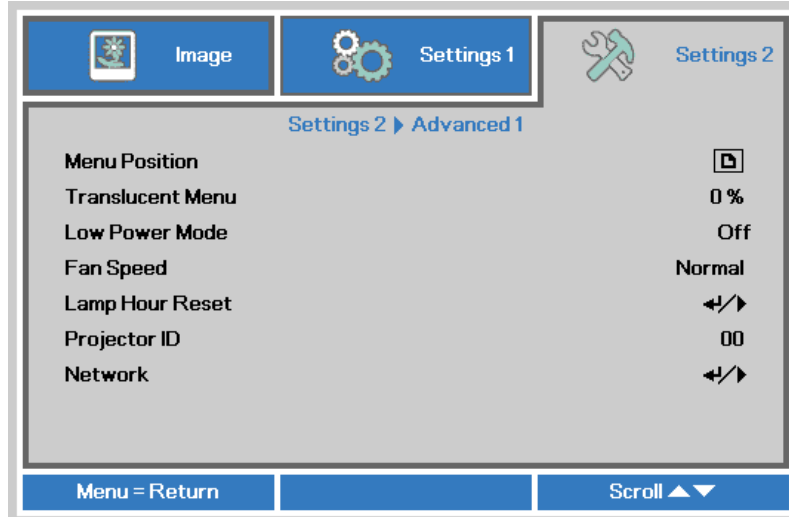 Image Settings 1 Settings 2
Settings 2 ▶ Advanced 1
Menu Position
Translucent Menu 0 %
Low Power Mode Off
Fan Speed Normal
Lamp Hour Reset ↵/▶
Projector ID 00
Network ↵/▶
Menu = Return Scroll ▲▼